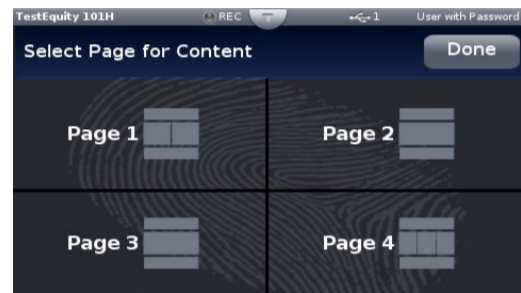 TestEquity 101H REC 1 User with Password
Select Page for Content Done
Page 1 Page 2
Page 3 Page 4